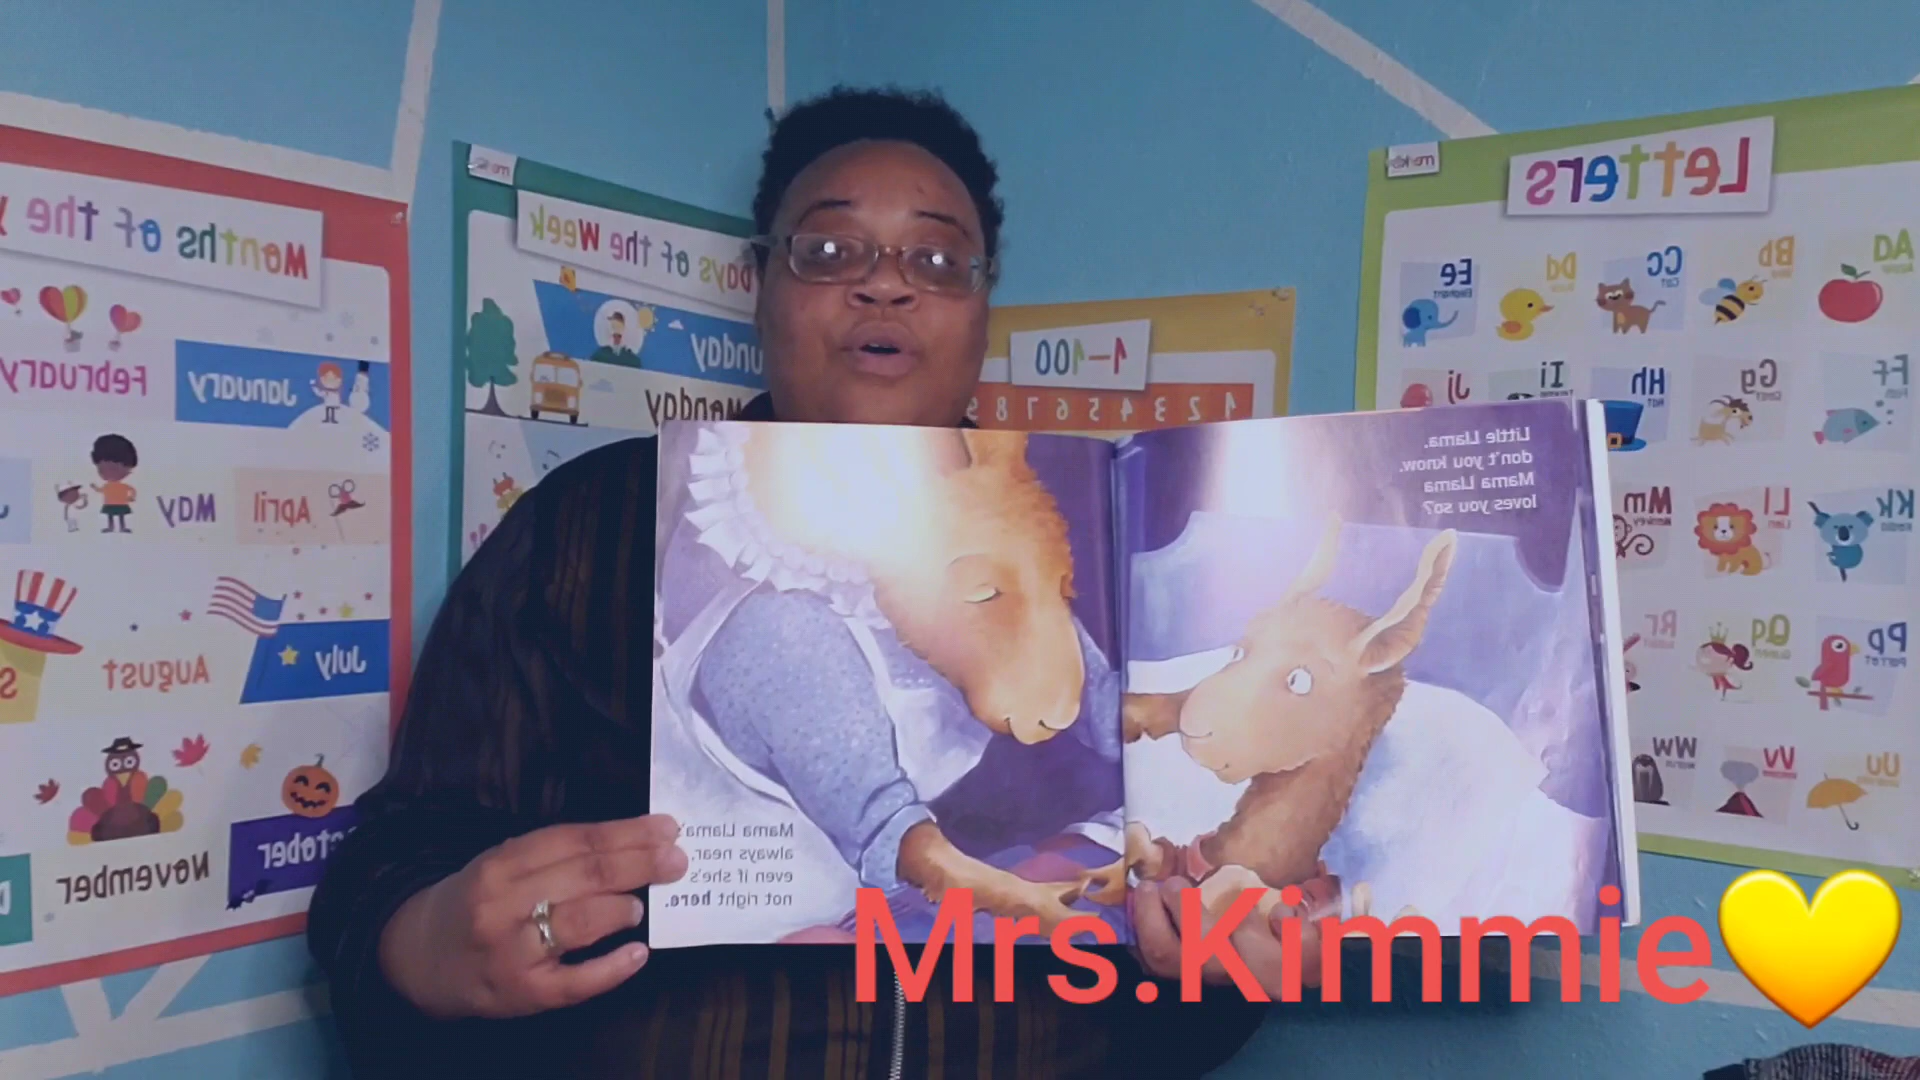 Months of the
January
February
April
May
July
August
October
November
Days of the Week
Sunday
Monday
1-100
1 2 3 4 5 6 7 8 9
Letters
Aa
Bb
Cc
Dd
Ee
Ff
Gg
Hh
Ii
Jj
Kk
Ll
Mm
Pp
Qq
Rr
Uu
Vv
Ww
Little Llama,
don't you know,
Mama Llama
loves you so?
Mama Llama's
always near,
even if she's
not right here.
Mrs.Kimmie💛